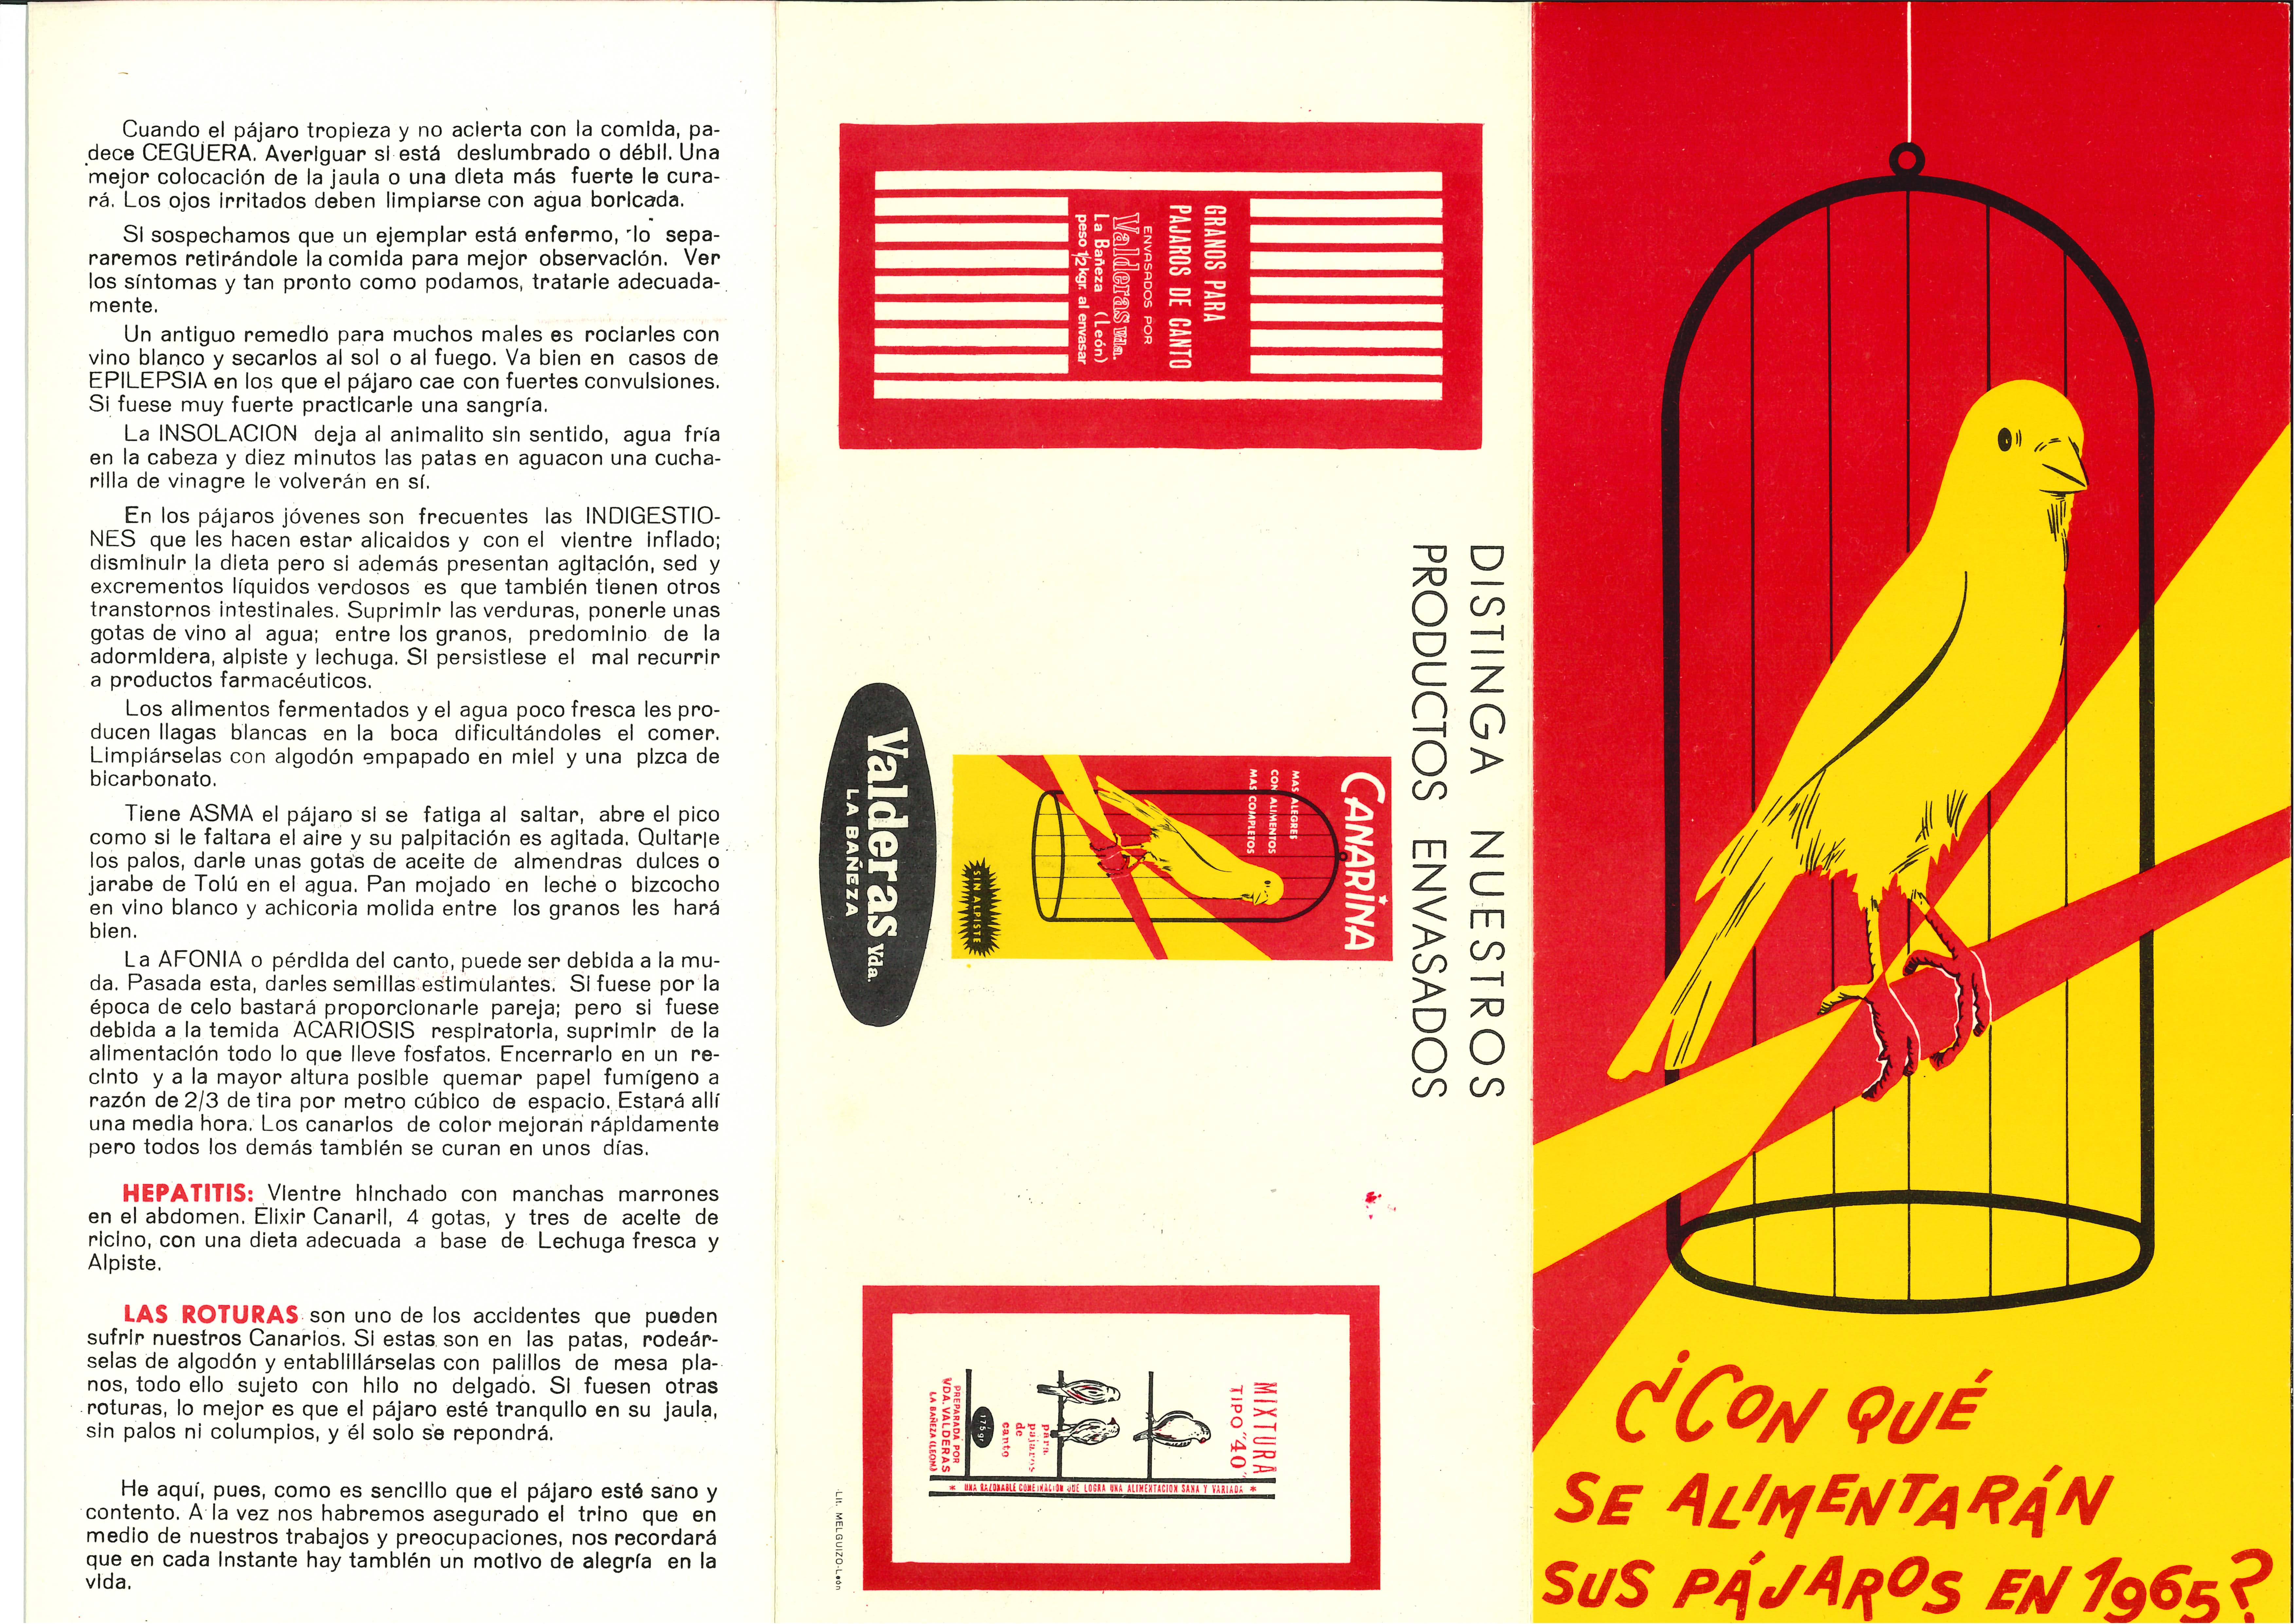 Cuando el pájaro tropieza y no acierta con la comida, pa-
dece CEGUERA. Averiguar si está deslumbrado o débil. Una
mejor colocación de la jaula o una dieta más fuerte le cura-
rá. Los ojos irritados deben limpiarse con agua boricada.
Si sospechamos que un ejemplar está enfermo, lo sepa-
raremos retirándole la comida para mejor observación. Ver
los síntomas y tan pronto como podamos, tratarle adecuada-
mente.
Un antiguo remedio para muchos males es rociarles con
vino blanco y secarlos al sol o al fuego. Va bien en casos de
EPILEPSIA en los que el pájaro cae con fuertes convulsiones.
Si fuese muy fuerte practicarle una sangría.
La INSOLACION deja al animalito sin sentido, agua fría
en la cabeza y diez minutos las patas en aguacon una cucha-
rilla de vinagre le volverán en sí.
En los pájaros jóvenes son frecuentes las INDIGESTIO-
NES que les hacen estar alicaidos y con el vientre inflado;
disminuir la dieta pero si además presentan agitación, sed y
excrementos líquidos verdosos es que también tienen otros
transtornos intestinales. Suprimir las verduras, ponerle unas
gotas de vino al agua; entre los granos, predominio de la
adormidera, alpiste y lechuga. Si persistiese el mal recurrir
a productos farmacéuticos.
Los alimentos fermentados y el agua poco fresca les pro-
ducen llagas blancas en la boca dificultándoles el comer.
Limpiárselas con algodón empapado en miel y una pizca de
bicarbonato.
Tiene ASMA el pájaro si se fatiga al saltar, abre el pico
como si le faltara el aire y su palpitación es agitada. Quitarle
los palos, darle unas gotas de aceite de almendras dulces o
jarabe de Tolú en el agua. Pan mojado en leche o bizcocho
en vino blanco y achicoria molida entre los granos les hará
bien.
La AFONIA o pérdida del canto, puede ser debida a la mu-
da. Pasada esta, darles semillas estimulantes. Si fuese por la
época de celo bastará proporcionarle pareja; pero si fuese
debida a la temida ACARIOSIS respiratoria, suprimir de la
alimentación todo lo que lleve fosfatos. Encerrarlo en un re-
cinto y a la mayor altura posible quemar papel fumígeno a
razón de 2/3 de tira por metro cúbico de espacio. Estará allí
una media hora. Los canarios de color mejoran rápidamente
pero todos los demás también se curan en unos días.
HEPATITIS: Vientre hinchado con manchas marrones
en el abdomen. Elixir Canaril, 4 gotas, y tres de aceite de
ricino, con una dieta adecuada a base de Lechuga fresca y
Alpiste.
LAS ROTURAS son uno de los accidentes que pueden
sufrir nuestros Canarios. Si estas son en las patas, rodeár-
selas de algodón y entablillárselas con palillos de mesa pla-
nos, todo ello sujeto con hilo no delgado. Si fuesen otras
roturas, lo mejor es que el pájaro esté tranquilo en su jaula,
sin palos ni columpios, y él solo se repondrá.
He aquí, pues, como es sencillo que el pájaro esté sano y
contento. A la vez nos habremos asegurado el trino que en
medio de nuestros trabajos y preocupaciones, nos recordará
que en cada instante hay también un motivo de alegría en la
vida.
DISTINGA NUESTROS
PRODUCTOS ENVASADOS
GRANOS PARA
PAJAROS DE CANTO
ENVASADOS POR
Valderas Vda.
La Bañeza (León)
peso 1/2 kgr. al envasar
CANARINA
MAS ALEGRES
CON ALIMENTOS
MAS COMPLETOS
SIN ALPISTE
Valderas Vda.
LA BAÑEZA
MIXTURA
TIPO "40"
para
pajaros
de
canto
175 gr
PREPARADA POR
VDA. VALDERAS
LA BAÑEZA (LEON)
* UNA RAZONABLE COMBINACION QUE LOGRA UNA ALIMENTACION SANA Y VARIADA *
Lit. MELGUIZO-León
¿CON QUÉ
SE ALIMENTARÁN
SUS PÁJAROS EN 1965?